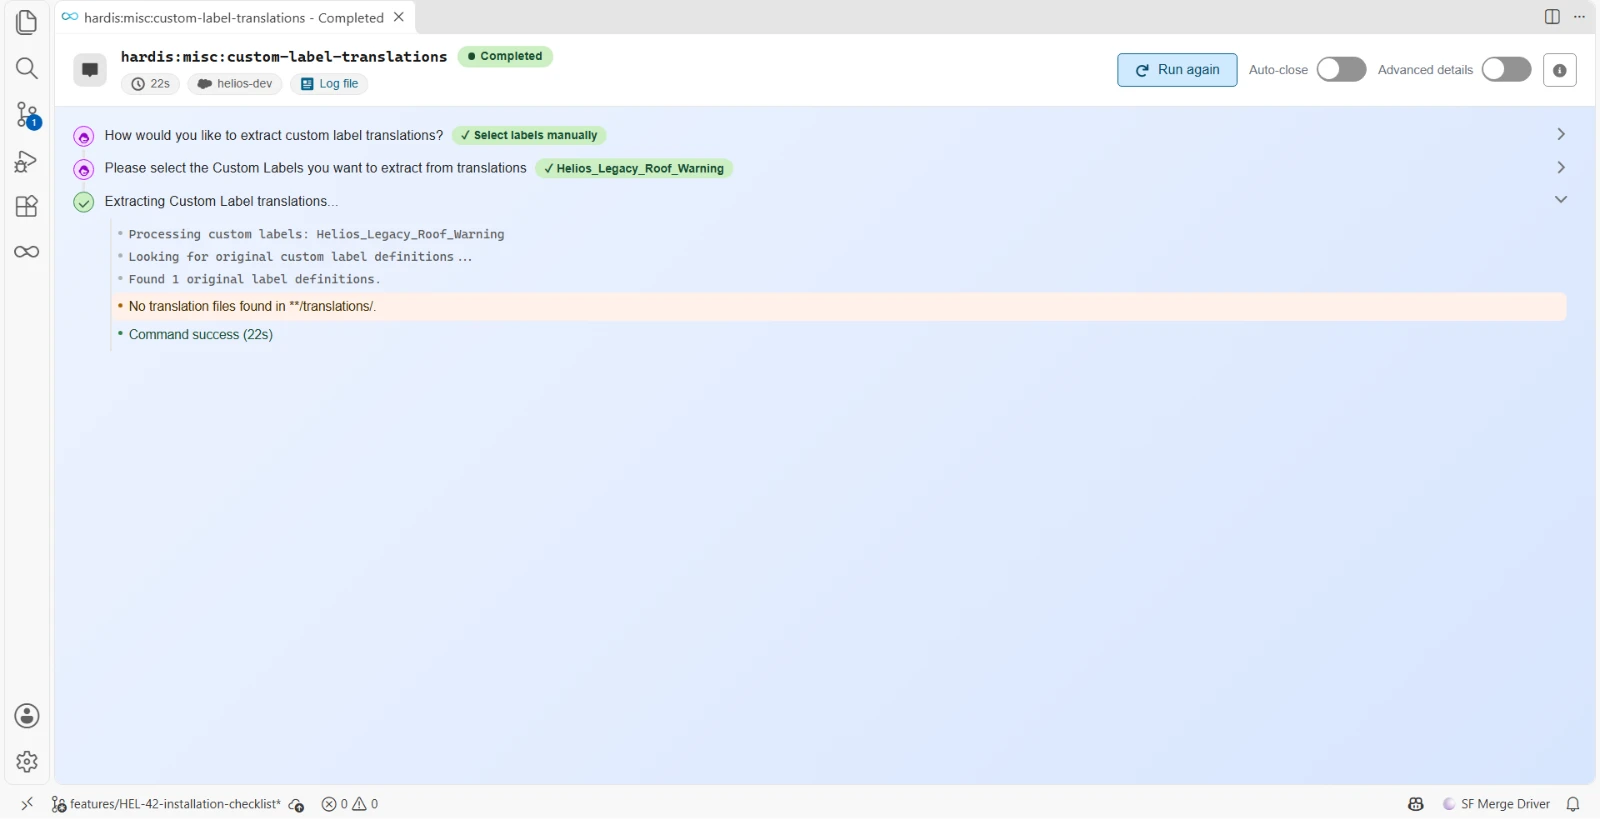 hardis:misc:custom-label-translations - Completed
hardis:misc:custom-label-translations
Completed
22s
helios-dev
Log file
Run again
Auto-close
Advanced details
How would you like to extract custom label translations?
✓ Select labels manually
Please select the Custom Labels you want to extract from translations
✓ Helios_Legacy_Roof_Warning
Extracting Custom Label translations...
• Processing custom labels: Helios_Legacy_Roof_Warning
• Looking for original custom label definitions...
• Found 1 original label definitions.
• No translation files found in **/translations/.
• Command success (22s)
1
features/HEL-42-installation-checklist*
0
0
SF Merge Driver